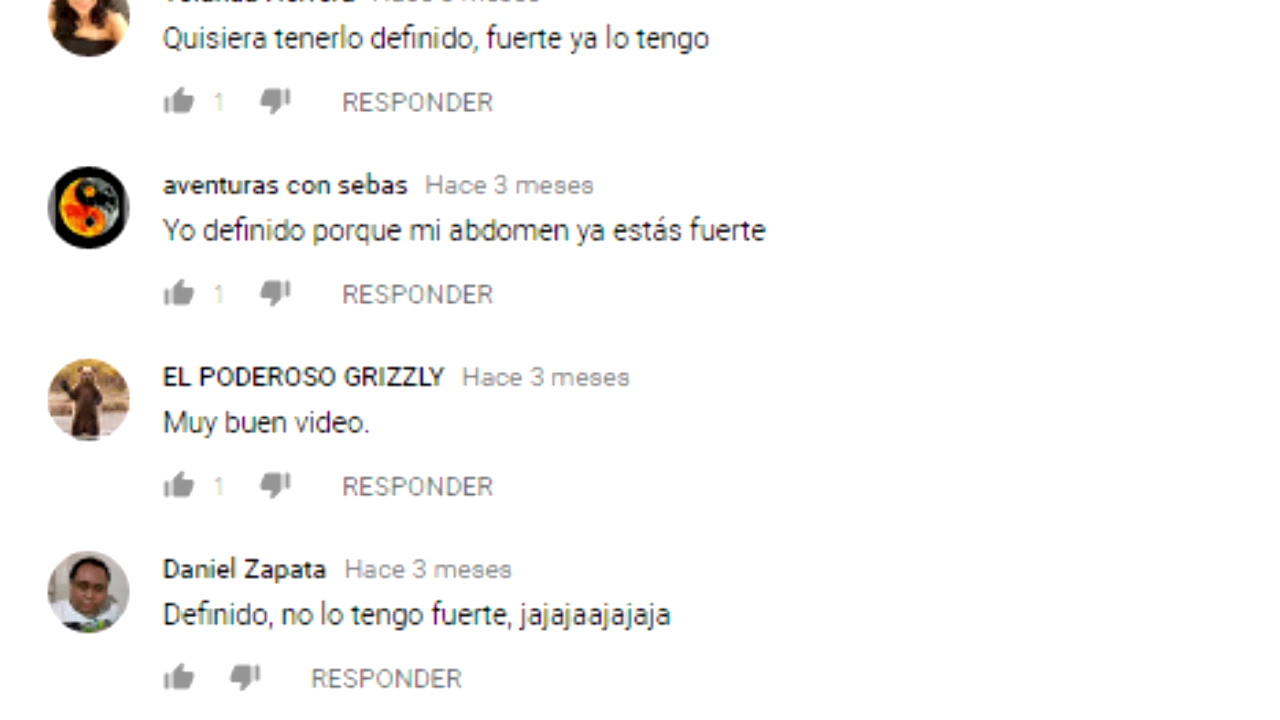 Quisiera tenerlo definido, fuerte ya lo tengo
1 RESPONDER
aventuras con sebas Hace 3 meses
Yo definido porque mi abdomen ya estás fuerte
1 RESPONDER
EL PODEROSO GRIZZLY Hace 3 meses
Muy buen video.
1 RESPONDER
Daniel Zapata Hace 3 meses
Definido, no lo tengo fuerte, jajajaajajaja
RESPONDER